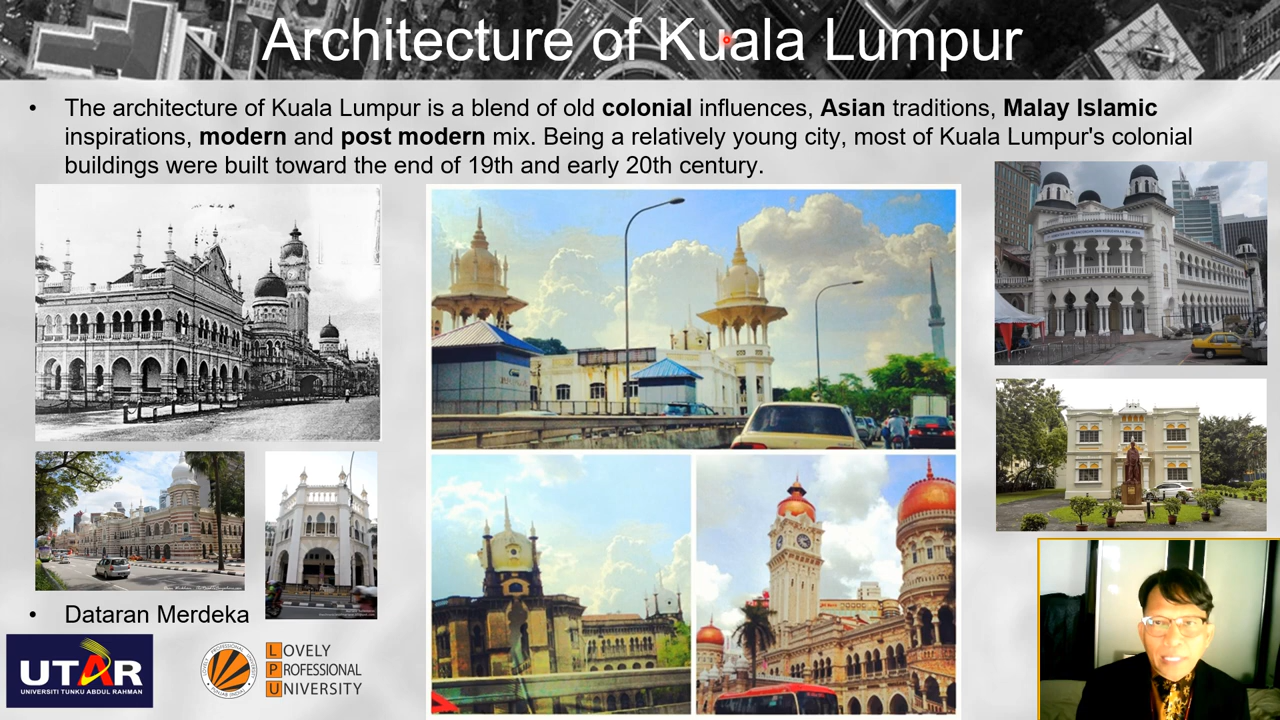 Architecture of Kuala Lumpur
• The architecture of Kuala Lumpur is a blend of old colonial influences, Asian traditions, Malay Islamic
inspirations, modern and post modern mix. Being a relatively young city, most of Kuala Lumpur's colonial
buildings were built toward the end of 19th and early 20th century.
• Dataran Merdeka
UTAR
UNIVERSITI TUNKU ABDUL RAHMAN
LOVELY
PROFESSIONAL
UNIVERSITY